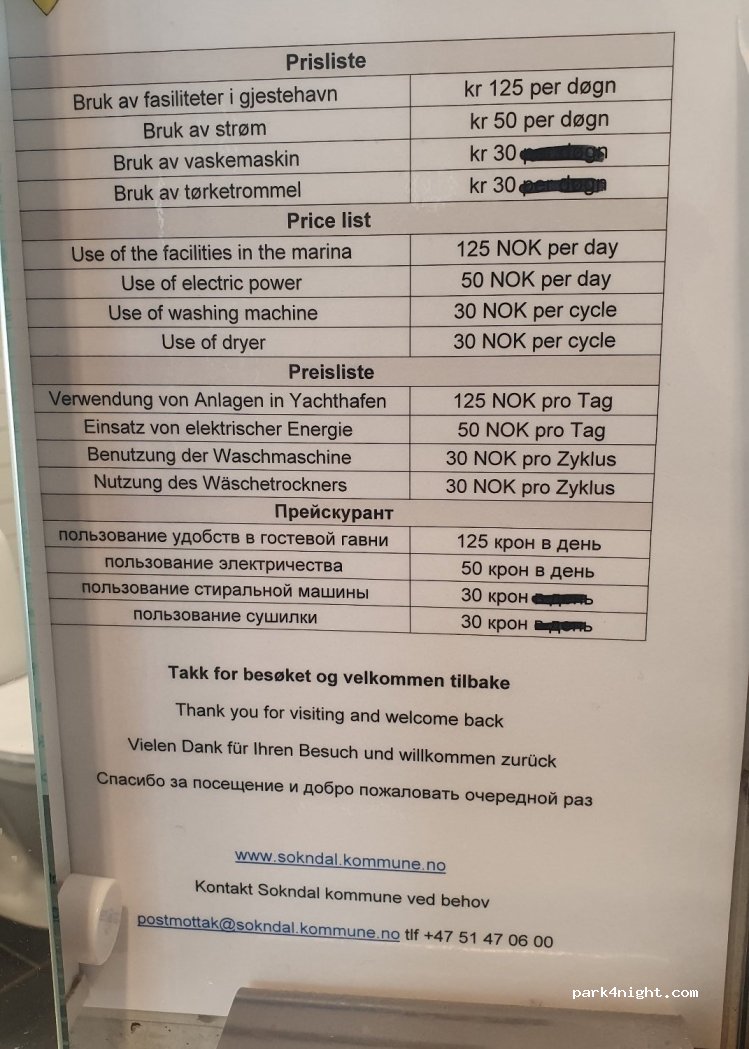 Prisliste
Bruk av fasiliteter i gjestehavn kr 125 per døgn
Bruk av strøm kr 50 per døgn
Bruk av vaskemaskin kr 30
Bruk av tørketrommel kr 30
Price list
Use of the facilities in the marina 125 NOK per day
Use of electric power 50 NOK per day
Use of washing machine 30 NOK per cycle
Use of dryer 30 NOK per cycle
Preisliste
Verwendung von Anlagen in Yachthafen 125 NOK pro Tag
Einsatz von elektrischer Energie 50 NOK pro Tag
Benutzung der Waschmaschine 30 NOK pro Zyklus
Nutzung des Wäschetrockners 30 NOK pro Zyklus
Прейскурант
пользование удобств в гостевой гавни 125 крон в день
пользование электричества 50 крон в день
пользование стиральной машины 30 крон
пользование сушилки 30 крон
Takk for besøket og velkommen tilbake
Thank you for visiting and welcome back
Vielen Dank für Ihren Besuch und willkommen zurück
Спасибо за посещение и добро пожаловать очередной раз
www.sokndal.kommune.no
Kontakt Sokndal kommune ved behov
postmottak@sokndal.kommune.no tlf +47 51 47 06 00
park4night.com